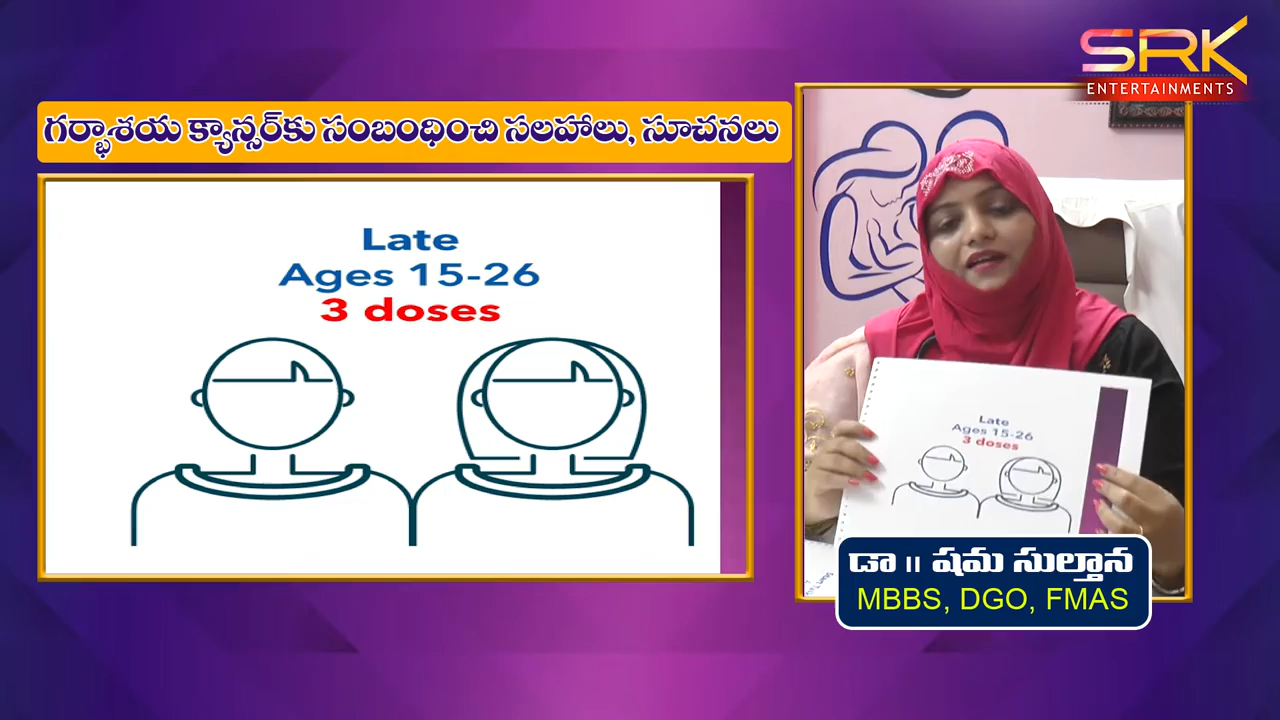 SRK
ENTERTAINMENTS
గర్భాశయ క్యాన్సర్‌కు సంబంధించి సలహాలు, సూచనలు
Late
Ages 15-26
3 doses
Late
Ages 15-26
3 doses
డా || షమ సుల్తాన
MBBS, DGO, FMAS